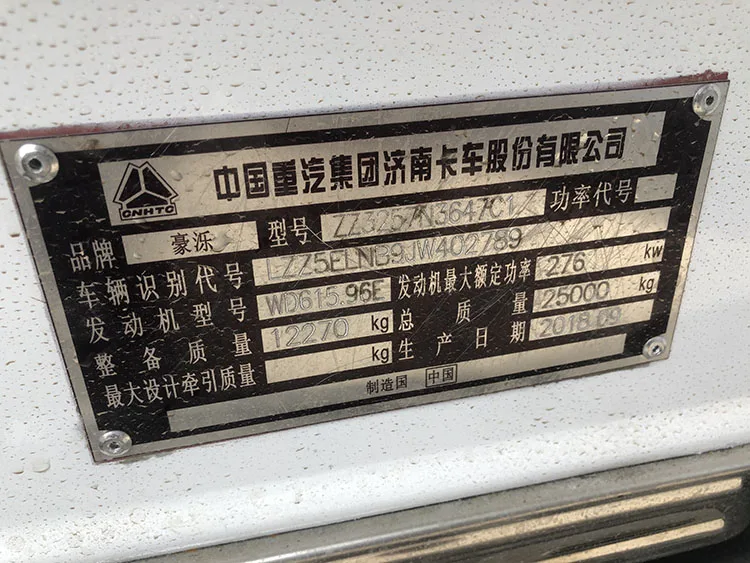 CNHTC 中国重汽集团济南卡车股份有限公司
品牌 豪泺 型号 ZZ3257N3647C1 功率代号
车辆识别代号 LZZ5ELNB9JW402789
发动机型号 WD615.96E 发动机最大额定功率 276 kw
整备质量 12270 kg 总质量 25000 kg
最大设计牵引质量 kg 生产日期 2018.09
制造国 中国